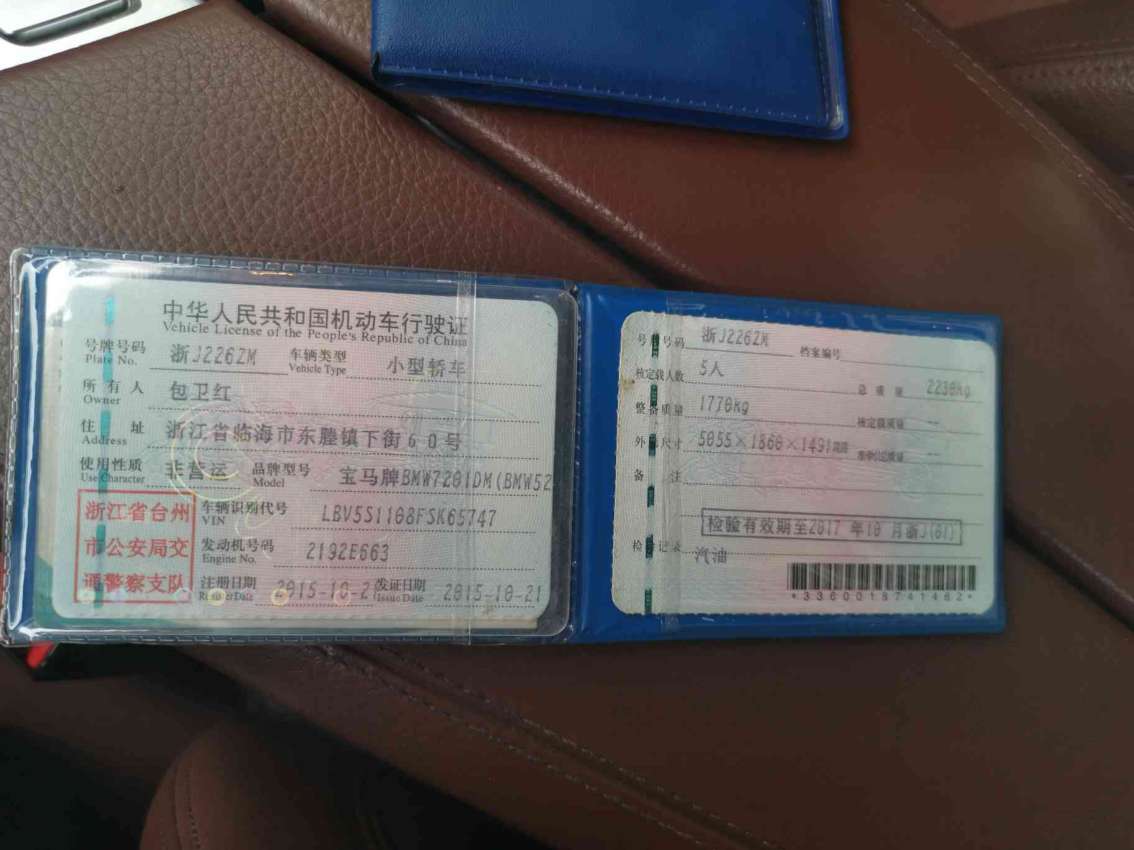 中华人民共和国机动车行驶证
Vehicle License of the People's Republic of China
号牌号码 浙J226ZM 车辆类型 小型轿车
Plate No. Vehicle Type
所有人 包卫红
Owner
住址 浙江省临海市东塍镇下街60号
Address
使用性质 非营运 品牌型号 宝马牌BMW7201DM(BMW52
Use Character Model
浙江省台州
市公安局交
通警察支队
车辆识别代号 LBV5S1108FSK65747
VIN
发动机号码 2192E663
Engine No.
注册日期 2015-10-21 发证日期 2015-10-21
Register Date Issue Date
号牌号码 浙J226ZM 档案编号
核定载人数 5人 总质量 2230kg
整备质量 1770kg 核定载质量 --
外廓尺寸 5055×1868×1491mm 准牵引总质量 --
备注
检验有效期至2017年10月浙J(01)
检验记录
汽油
*3360018741462*